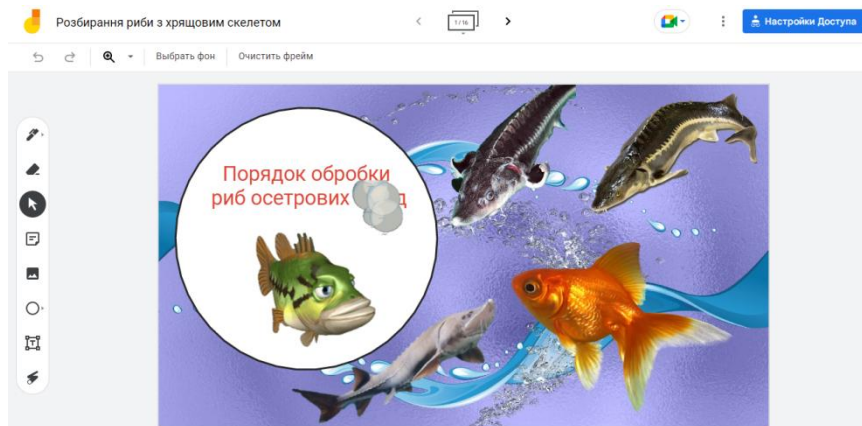 Розбирання риби з хрящовим скелетом
1/16
Настройки Доступа
Выбрать фон
Очистить фрейм
Порядок обробки
риб осетрових